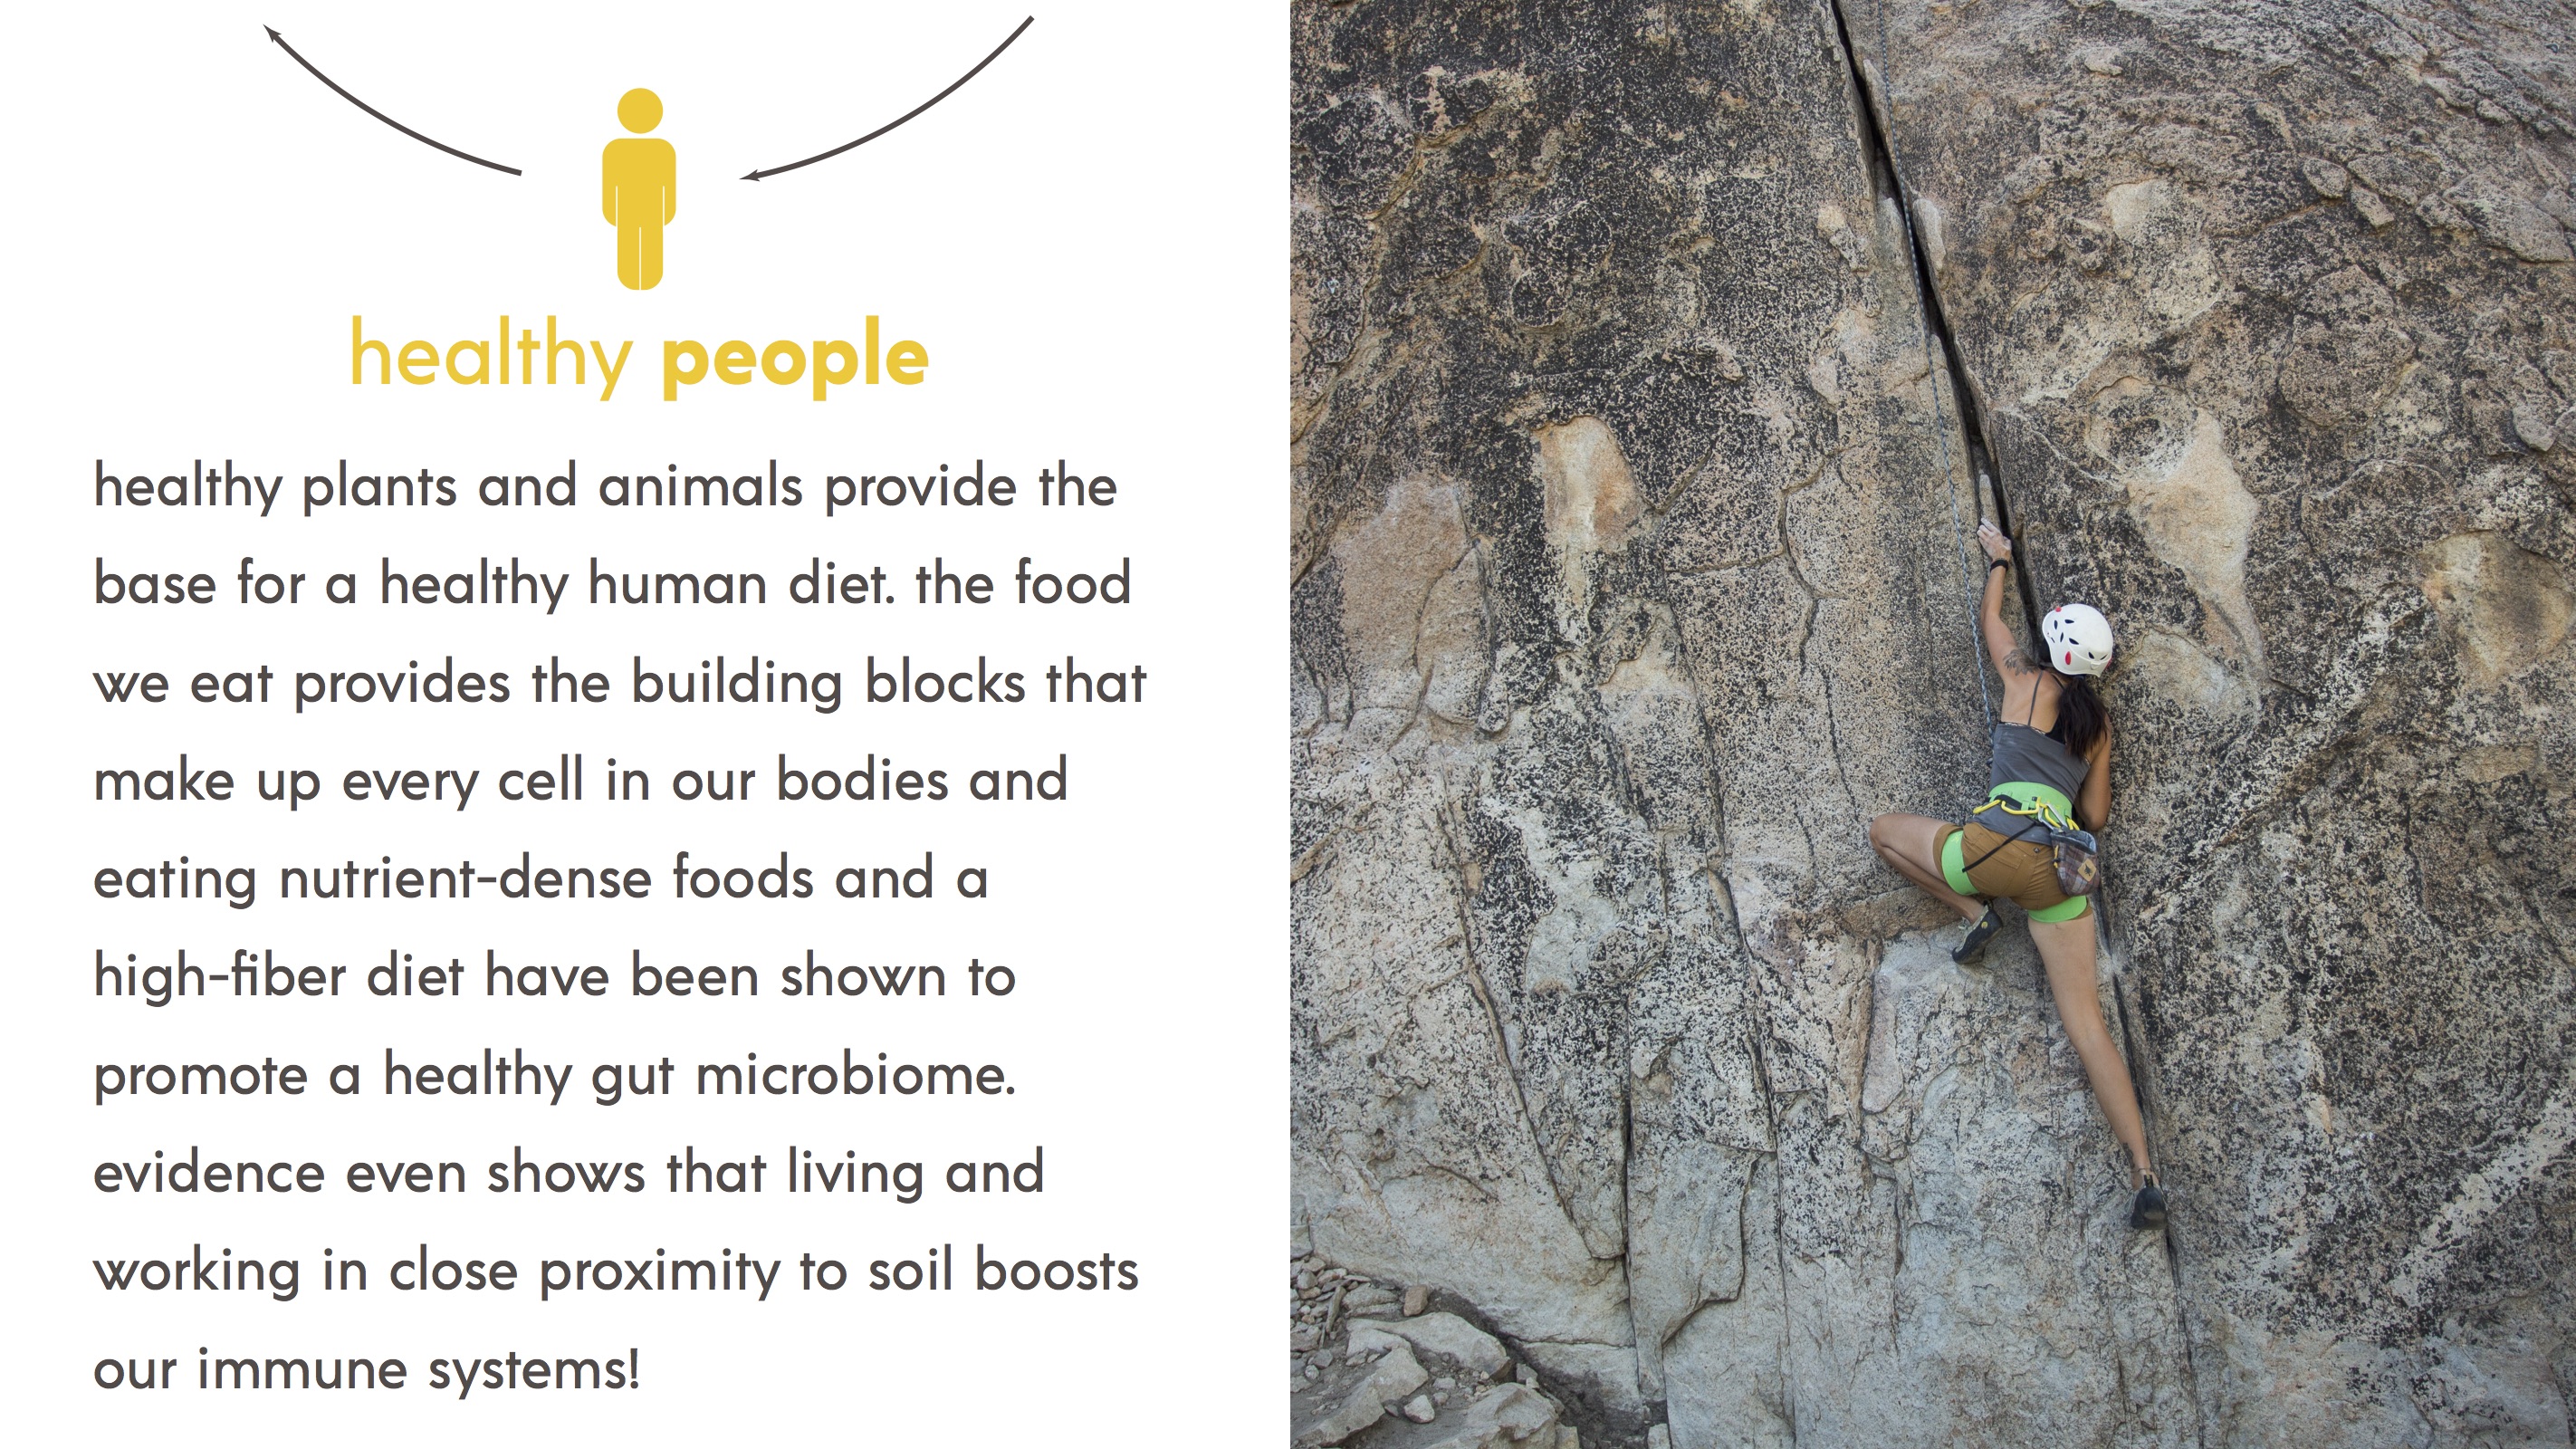 healthy people
healthy plants and animals provide the
base for a healthy human diet. the food
we eat provides the building blocks that
make up every cell in our bodies and
eating nutrient-dense foods and a
high-fiber diet have been shown to
promote a healthy gut microbiome.
evidence even shows that living and
working in close proximity to soil boosts
our immune systems!